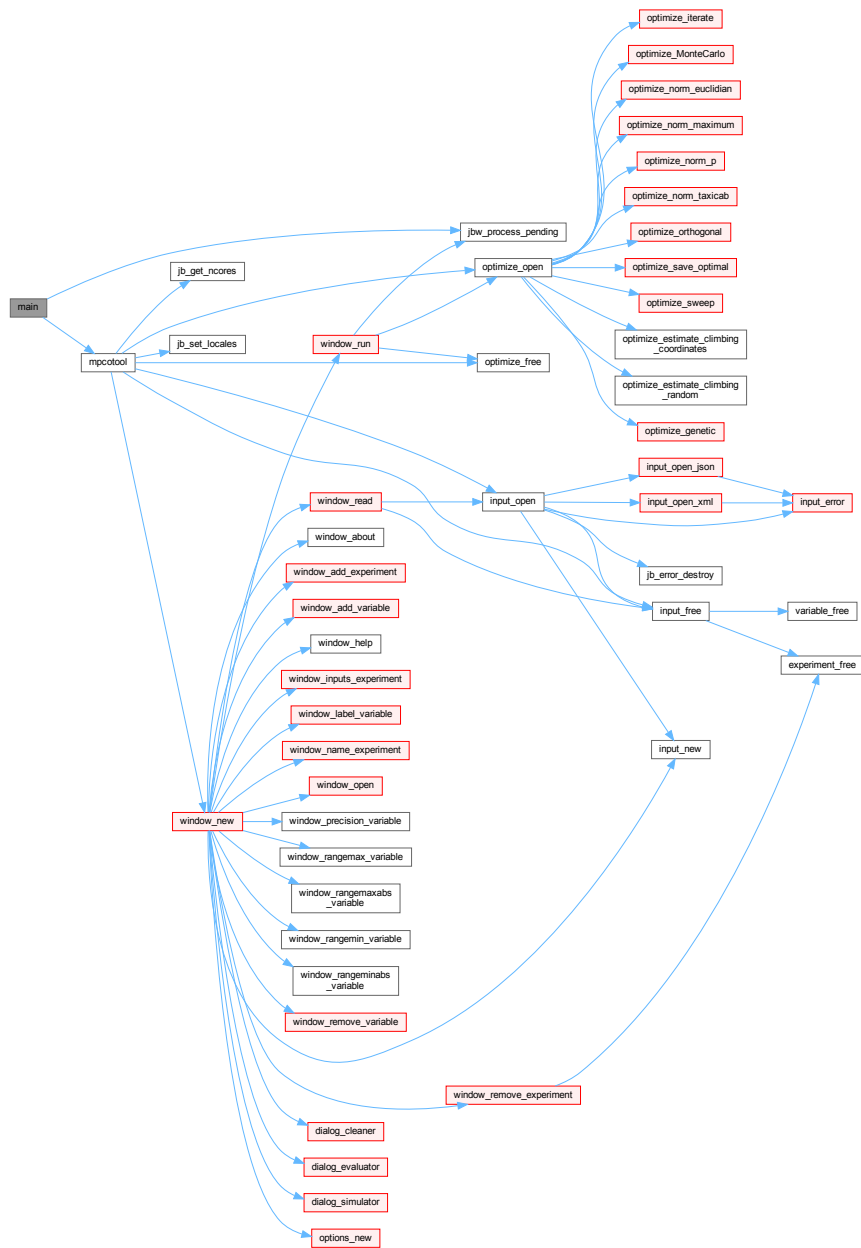 optimize_iterate
optimize_MonteCarlo
optimize_norm_euclidian
optimize_norm_maximum
optimize_norm_p
optimize_norm_taxicab
jbw_process_pending
optimize_orthogonal
jb_get_ncores
optimize_open
optimize_save_optimal
main
optimize_sweep
jb_set_locales
window_run
optimize_estimate_climbing
_coordinates
mpcotool
optimize_free
optimize_estimate_climbing
_random
optimize_genetic
input_open_json
window_read
input_open
input_open_xml
input_error
window_about
window_add_experiment
jb_error_destroy
window_add_variable
input_free
variable_free
window_help
experiment_free
window_inputs_experiment
window_label_variable
window_name_experiment
input_new
window_open
window_new
window_precision_variable
window_rangemax_variable
window_rangemaxabs
_variable
window_rangemin_variable
window_rangeminabs
_variable
window_remove_variable
window_remove_experiment
dialog_cleaner
dialog_evaluator
dialog_simulator
options_new